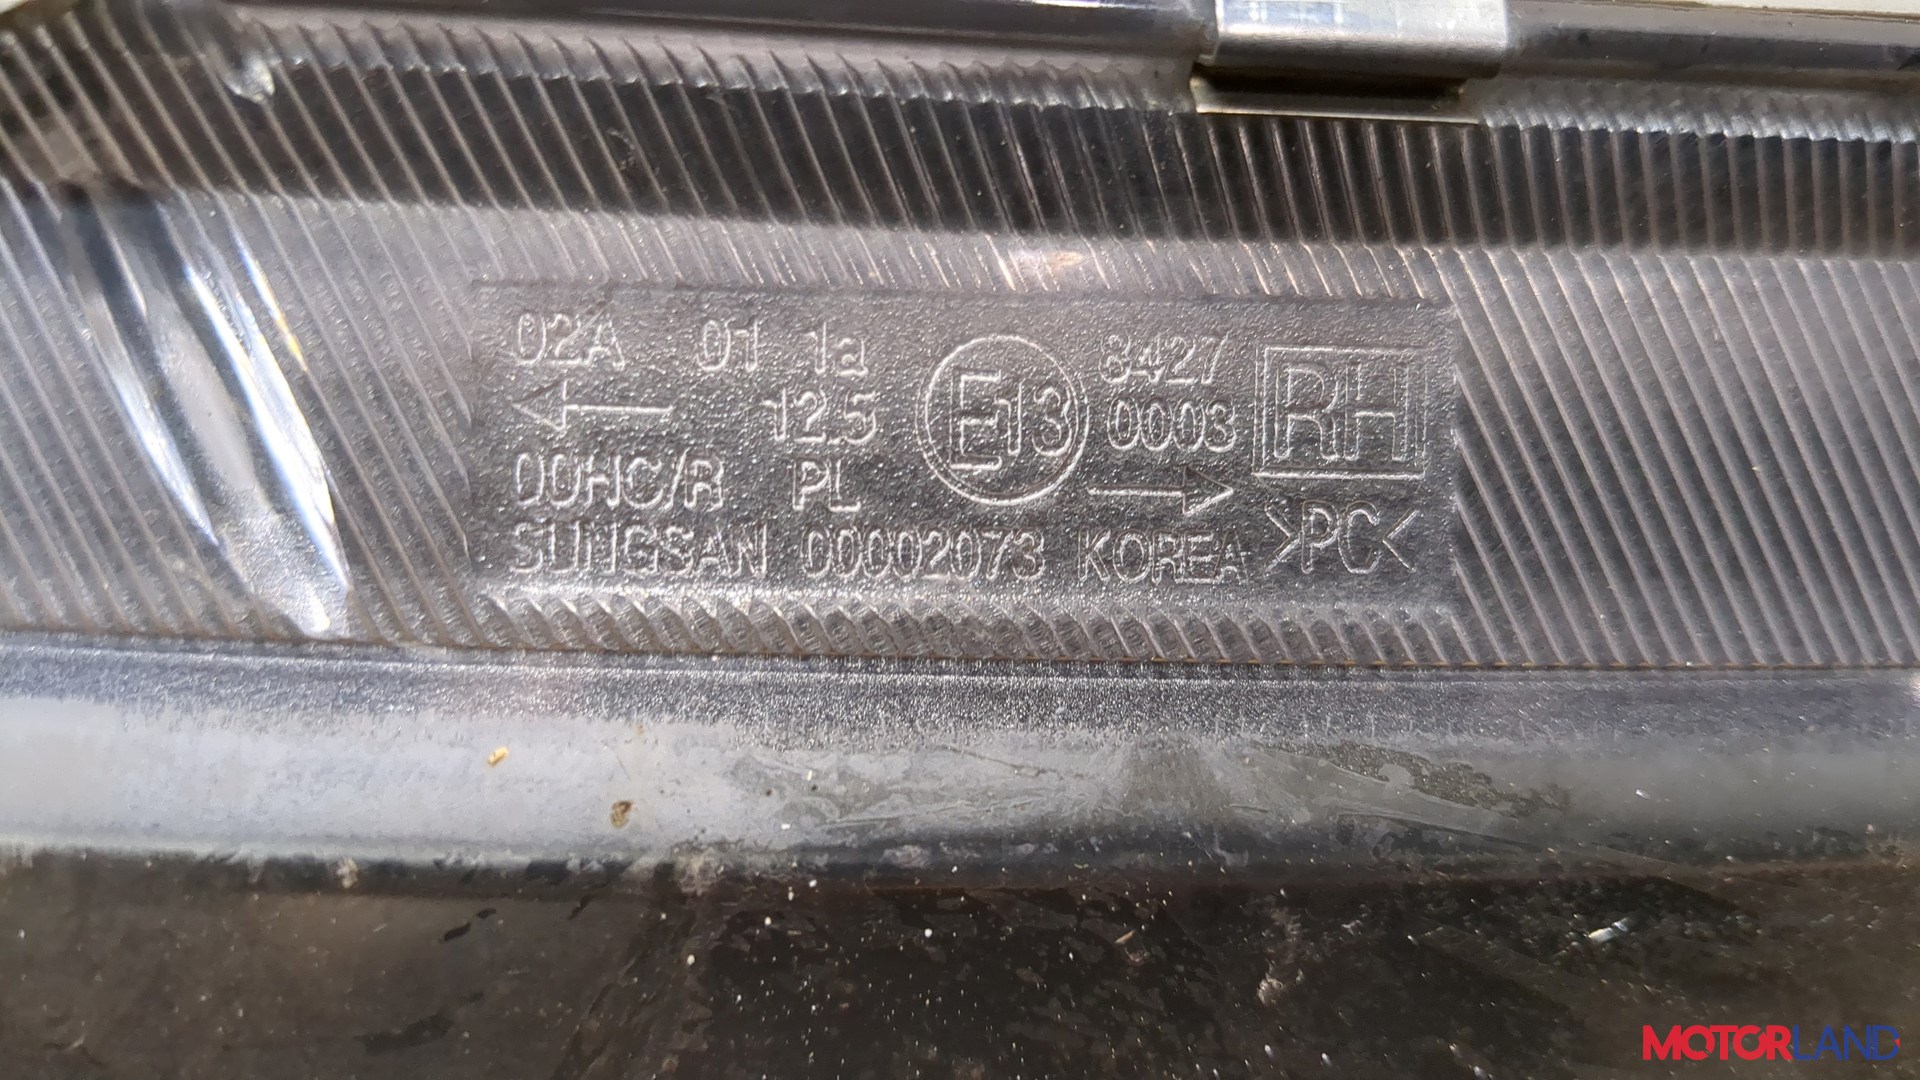 02A 01 1a E13 8427 RH
← 12.5 0003
00HC/R PL →
SUNGSAN 00002073 KOREA >PC<
MOTORLAND